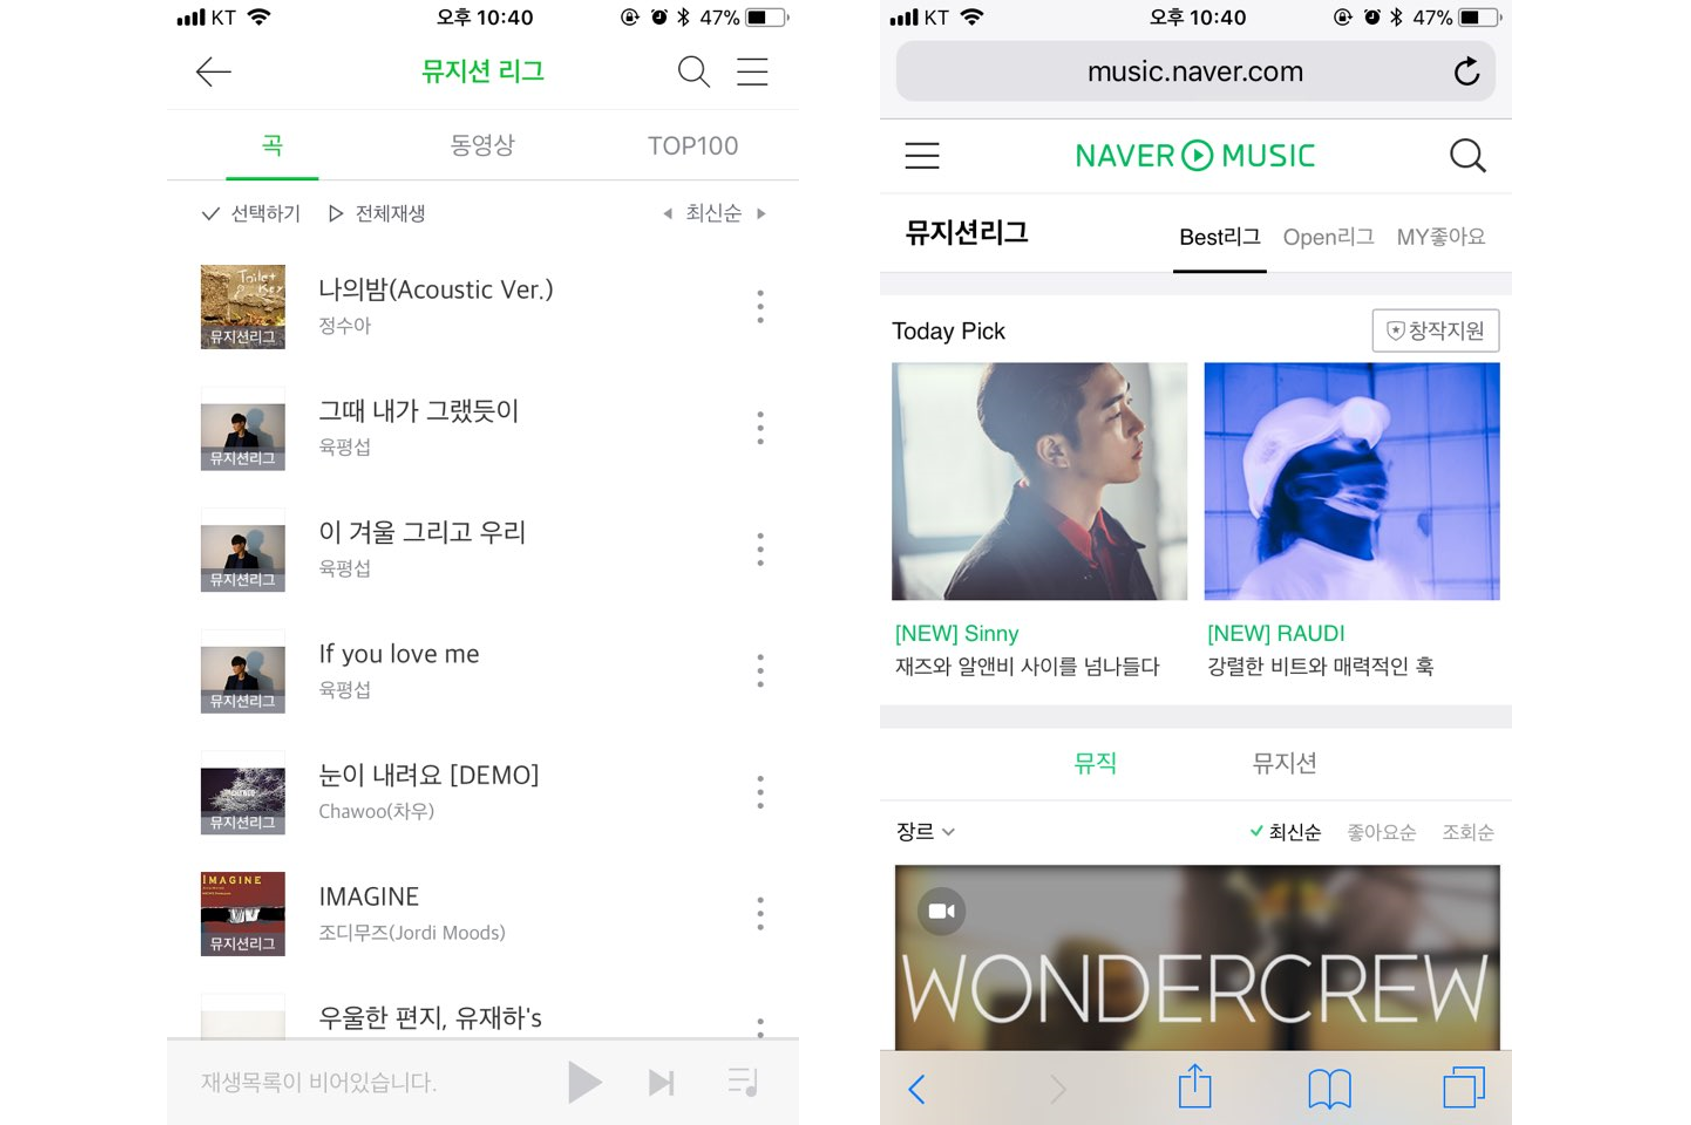 KT 오후 10:40 47%
뮤지션 리그
곡 동영상 TOP100
선택하기 전체재생 최신순
Toilet
뮤지션리그
나의밤(Acoustic Ver.)
정수아
뮤지션리그
그때 내가 그랬듯이
육평섭
뮤지션리그
이 겨울 그리고 우리
육평섭
뮤지션리그
If you love me
육평섭
뮤지션리그
눈이 내려요 [DEMO]
Chawoo(차우)
IMAGINE
뮤지션리그
IMAGINE
조디무즈(Jordi Moods)
우울한 편지, 유재하's
재생목록이 비어있습니다.
KT 오후 10:40 47%
music.naver.com
NAVER MUSIC
뮤지션리그 Best리그 Open리그 MY좋아요
Today Pick 창작지원
[NEW] Sinny
재즈와 알앤비 사이를 넘나들다
[NEW] RAUDI
강렬한 비트와 매력적인 훅
뮤직 뮤지션
장르 최신순 좋아요순 조회순
WONDERCREW